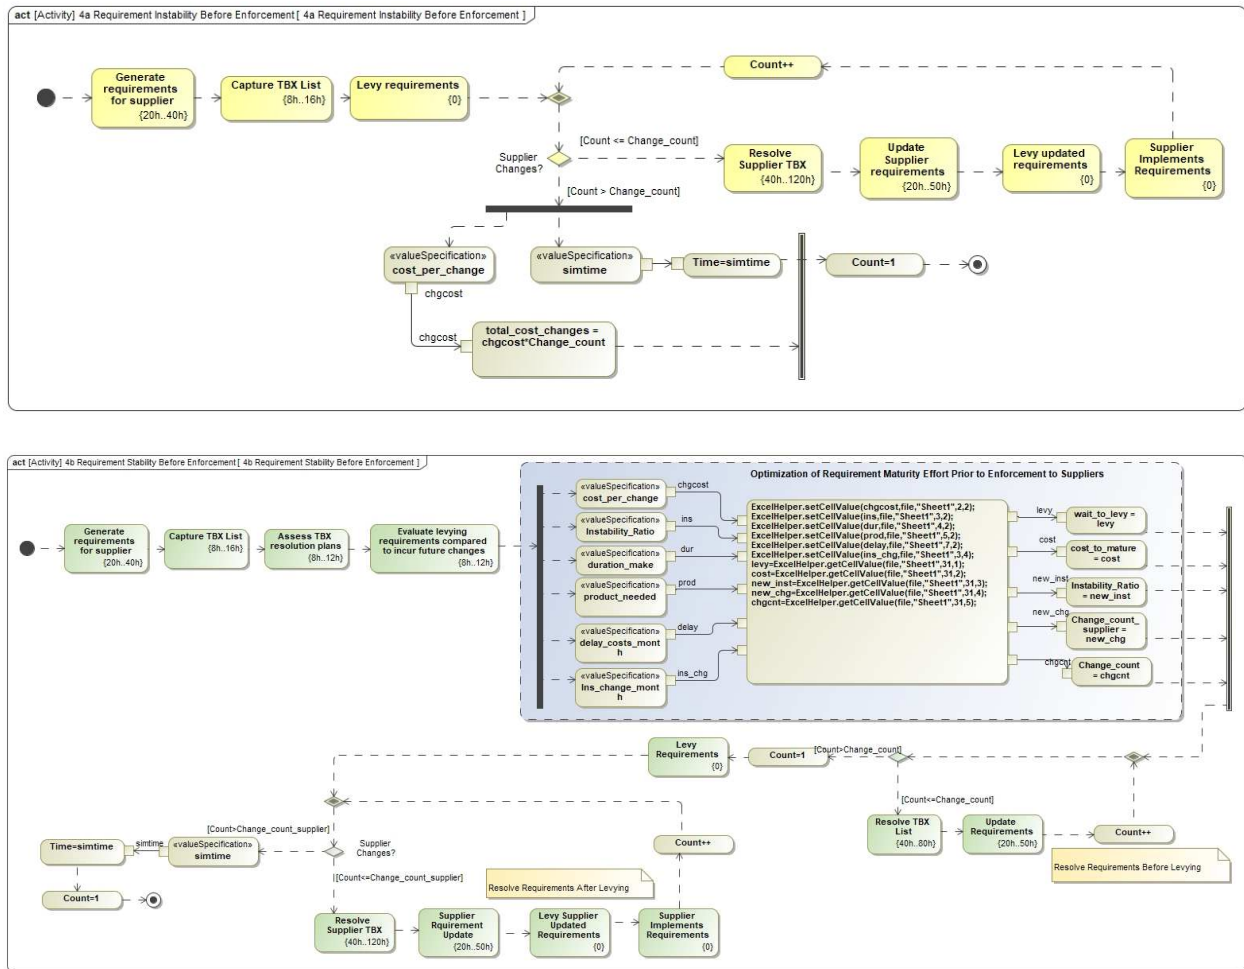 act [Activity] 4a Requirement Instability Before Enforcement[ 4a Requirement Instability Before Enforcement ]
Generate
requirements
for supplier
{20h..40h}
Capture TBX List
{8h..16h}
Levy requirements
{0}
Count++
Supplier
Changes?
[Count <= Change_count]
[Count > Change_count]
Resolve
Supplier TBX
{40h..120h}
Update
Supplier
requirements
{20h..50h}
Levy updated
requirements
{0}
Supplier
Implements
Requirements
{0}
«valueSpecification»
cost_per_change
chgcost
«valueSpecification»
simtime
Time=simtime
Count=1
chgcost
total_cost_changes =
chgcost*Change_count
act [Activity] 4b Requirement Stability Before Enforcement[ 4b Requirement Stability Before Enforcement ]
Optimization of Requirement Maturity Effort Prior to Enforcement to Suppliers
Generate
requirements
for supplier
{20h..40h}
Capture TBX List
{8h..16h}
Assess TBX
resolution plans
{8h..12h}
Evaluate levying
requirements compared
to incur future changes
{8h..12h}
«valueSpecification»
cost_per_change
chgcost
«valueSpecification»
Instability_Ratio
ins
«valueSpecification»
duration_make
dur
«valueSpecification»
product_needed
prod
«valueSpecification»
delay_costs_mont
h
delay
«valueSpecification»
Ins_change_mont
h
ins_chg
ExcelHelper.setCellValue(chgcost,file,"Sheet1",2,2);
ExcelHelper.setCellValue(ins,file,"Sheet1",3,2);
ExcelHelper.setCellValue(dur,file,"Sheet1",4,2);
ExcelHelper.setCellValue(prod,file,"Sheet1",5,2);
ExcelHelper.setCellValue(delay,file,"Sheet1",7,2);
ExcelHelper.setCellValue(ins_chg,file,"Sheet1",3,4);
levy=ExcelHelper.getCellValue(file,"Sheet1",31,1);
cost=ExcelHelper.getCellValue(file,"Sheet1",31,2);
new_inst=ExcelHelper.getCellValue(file,"Sheet1",31,3);
new_chg=ExcelHelper.getCellValue(file,"Sheet1",31,4);
chgcnt=ExcelHelper.getCellValue(file,"Sheet1",31,5);
levy
wait_to_levy =
levy
cost
cost_to_mature
= cost
new_inst
Instability_Ratio
= new_inst
new_chg
Change_count_
supplier =
new_chg
chgcnt
Change_count
= chgcnt
Levy
Requirements
{0}
Count=1
[Count>Change_count]
[Count<=Change_count]
Resolve TBX
List
{40h..80h}
Update
Requirements
{20h..50h}
Count++
Resolve Requirements Before Levying
[Count>Change_count_supplier]
Supplier
Changes?
Time=simtime
simtime
«valueSpecification»
simtime
Count++
[Count<=Change_count_supplier]
Resolve Requirements After Levying
Count=1
Resolve
Supplier TBX
{40h..120h}
Supplier
Rquirement
Update
{20h..50h}
Levy Supplier
Updated
Requirements
{0}
Supplier
Implements
Requirements
{0}